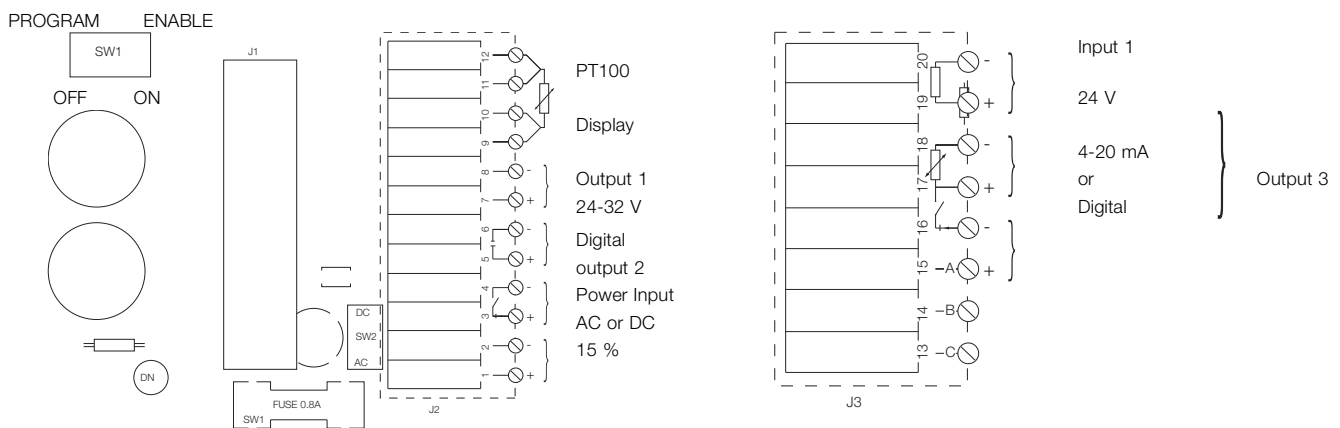 PROGRAM ENABLE
SW1
OFF ON
DN
J1
DC
SW2
AC
FUSE 0.8A
SW1
12
11
10
9
8 -
7 +
6 -
5 +
4 -
3 +
2 -
1 +
J2
PT100
Display
Output 1
24-32 V
Digital
output 2
Power Input
AC or DC
15 %
20 -
19 +
18 -
17 +
16 -
15 A +
14 B
13 C
J3
Input 1
24 V
4-20 mA
or
Digital
Output 3